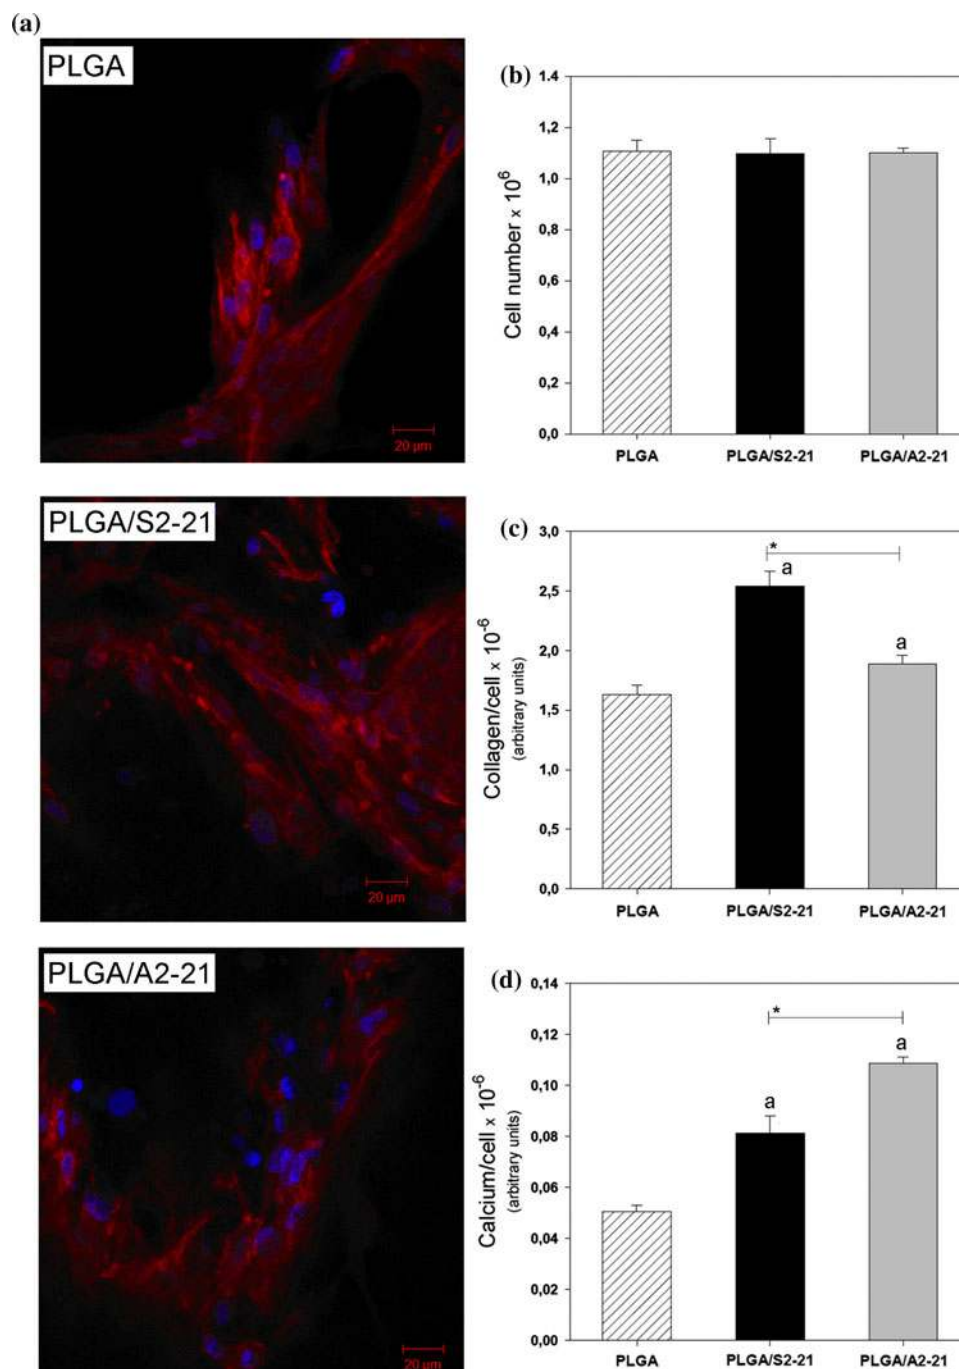 (a)
PLGA
20 µm
PLGA/S2-21
20 µm
PLGA/A2-21
20 µm
(b)
Cell number x 10⁶
1.4
1,2
1,0
0,8
0,6
0,4
0,2
0,0
PLGA
PLGA/S2-21
PLGA/A2-21
(c)
Collagen/cell x 10⁻⁶
(arbitrary units)
3,0
2,5
2,0
1,5
1,0
0,5
0,0
*
a
a
PLGA
PLGA/S2-21
PLGA/A2-21
(d)
Calcium/cell x 10⁻⁶
(arbitrary units)
0,14
0,12
0,10
0,08
0,06
0,04
0,02
0,00
*
a
a
PLGA
PLGA/S2-21
PLGA/A2-21